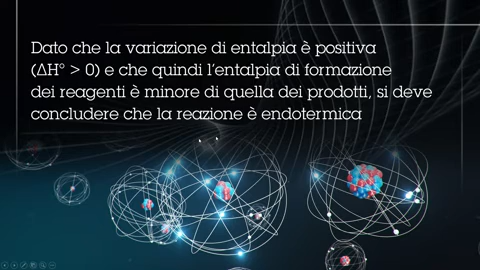 Dato che la variazione di entalpia è positiva
(ΔH° > 0) e che quindi l'entalpia di formazione
dei reagenti è minore di quella dei prodotti, si deve
concludere che la reazione è endotermica